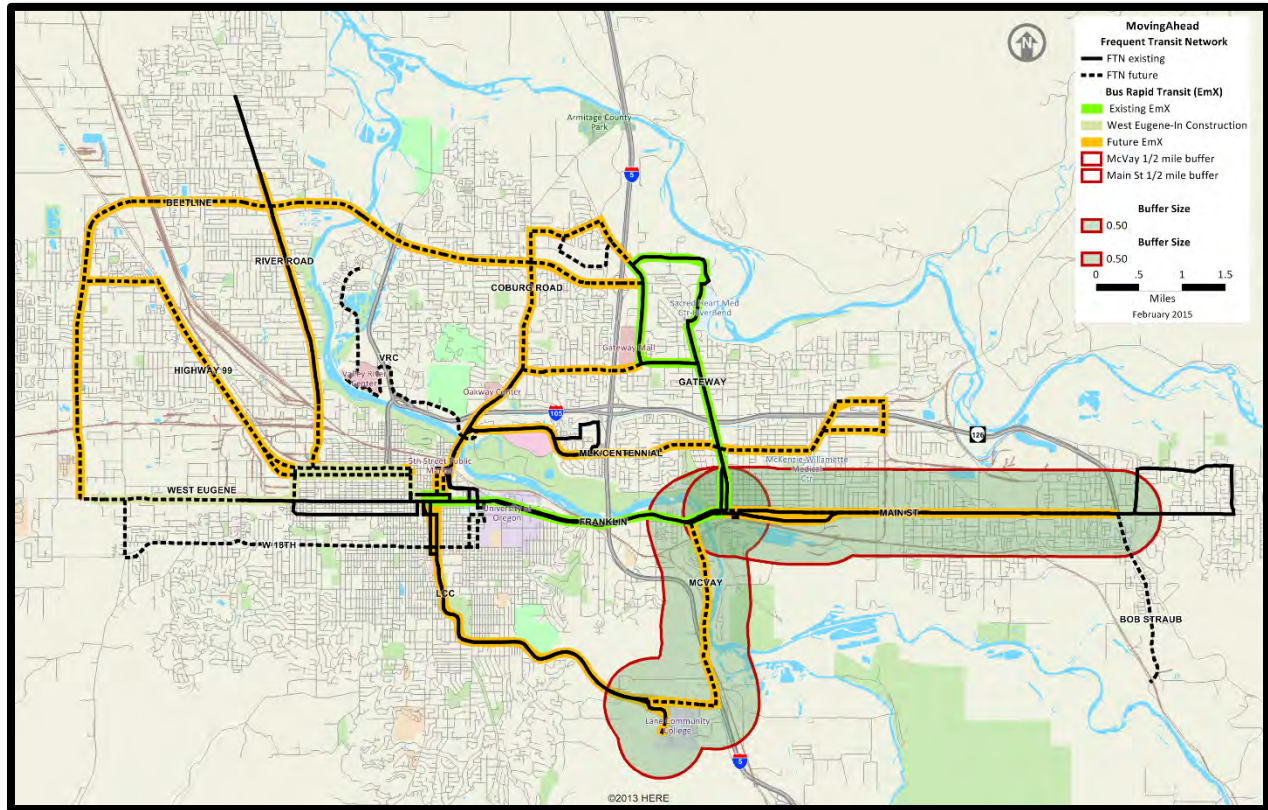 MovingAhead
Frequent Transit Network
FTN existing
FTN future
Bus Rapid Transit (EmX)
Existing EmX
West Eugene-In Construction
Future EmX
McVay 1/2 mile buffer
Main St 1/2 mile buffer
Buffer Size
0.50
Buffer Size
0.50
0 .5 1 1.5
Miles
February 2015
N
Armitage County
Park
5
BELTLINE
RIVER ROAD
COBURG ROAD
Sacred Heart Med
Ctr-RiverBend
Gateway Mall
VRC
HIGHWAY 99
Valley River
Center
GATEWAY
Oakway Center
105
126
MLK/CENTENNIAL
5th Street Public
Market
McKenzie-Willamette
Medical
Ctr
WEST EUGENE
University of
Oregon
FRANKLIN
MAIN ST
W 18TH
MCVAY
LCC
BOB STRAUB
Lane Community
College
5
©2013 HERE